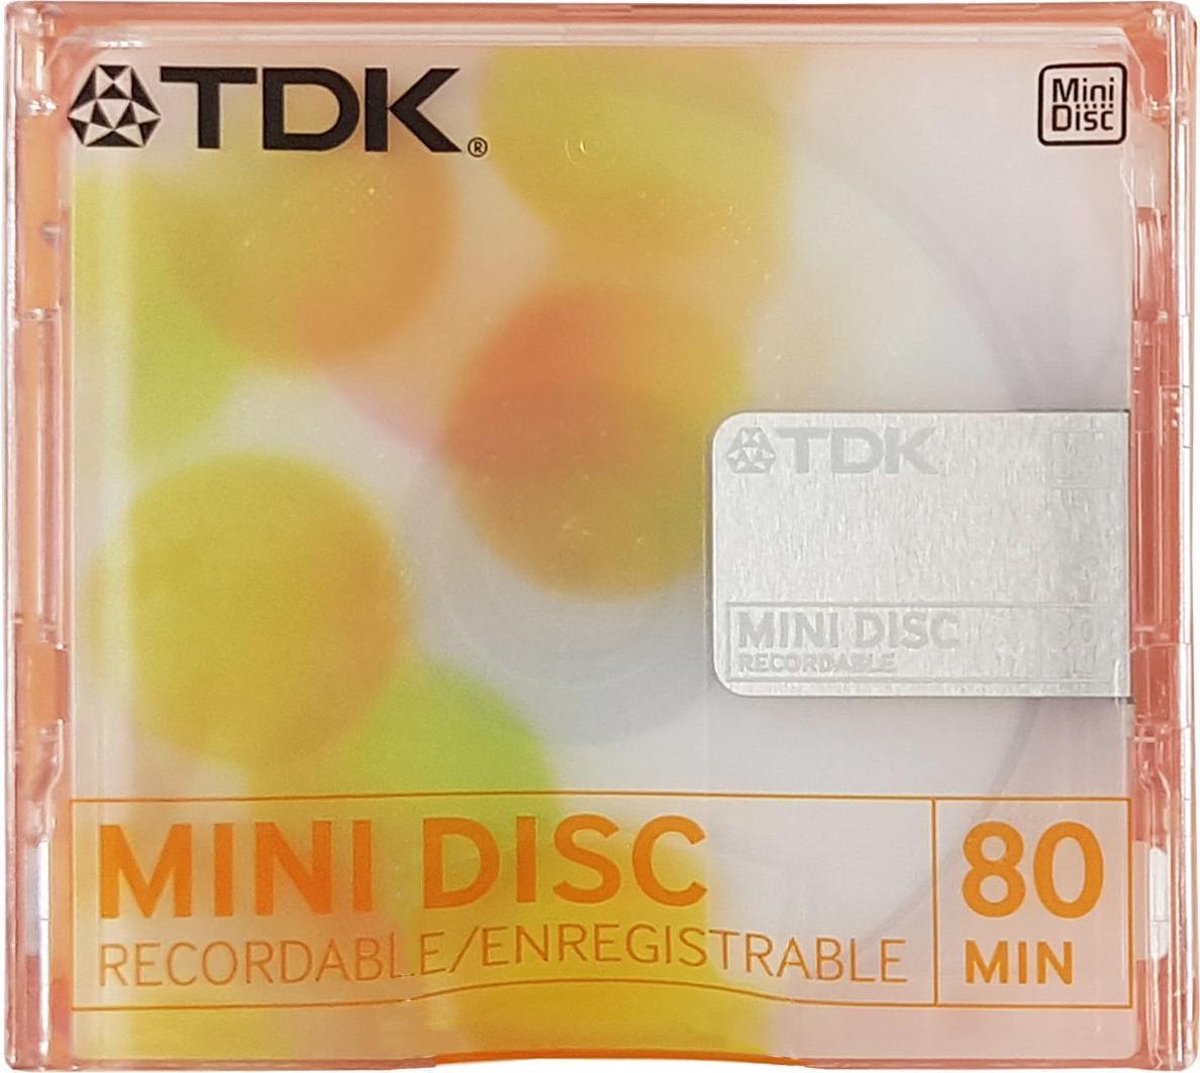 TDK®
Mini
Disc
TDK
MINI DISC
RECORDABLE
MINI DISC
RECORDABLE/ENREGISTRABLE
80
MIN